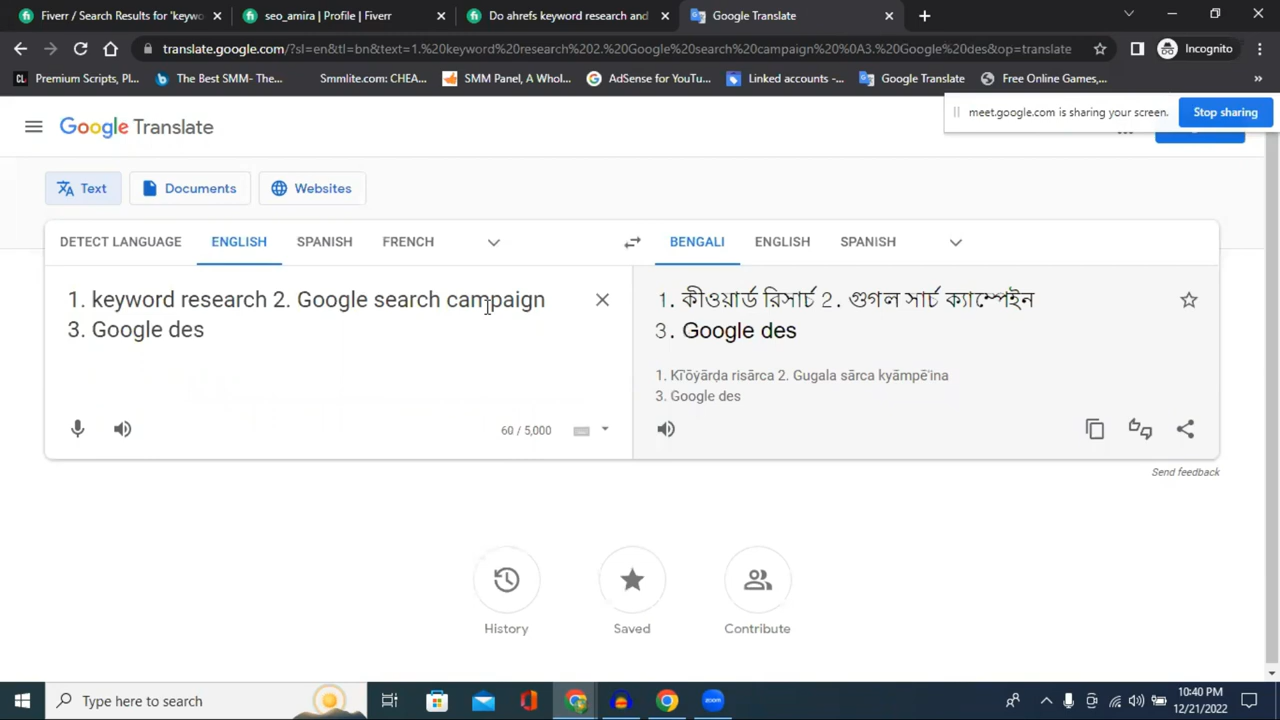 Fiverr / Search Results for 'keywo
seo_amira | Profile | Fiverr
Do ahrefs keyword research and
Google Translate
translate.google.com/?sl=en&tl=bn&text=1.%20keyword%20research%202.%20Google%20search%20campaign%20%0A3.%20Google%20des&op=translate
Incognito
Premium Scripts, Pl...
The Best SMM- The...
Smmlite.com: CHEA...
SMM Panel, A Whol...
AdSense for YouTu...
Linked accounts -...
Google Translate
Free Online Games,...
meet.google.com is sharing your screen.
Stop sharing
Google Translate
Text
Documents
Websites
DETECT LANGUAGE
ENGLISH
SPANISH
FRENCH
BENGALI
ENGLISH
SPANISH
1. keyword research 2. Google search campaign
3. Google des
60 / 5,000
1. কীওয়ার্ড রিসার্চ 2. গুগল সার্চ ক্যাম্পেইন
3. Google des
1. Kī'ōẏārḍa risārca 2. Gugala sārca kyāmpē'ina
3. Google des
Send feedback
History
Saved
Contribute
Type here to search
zoom
10:40 PM
12/21/2022